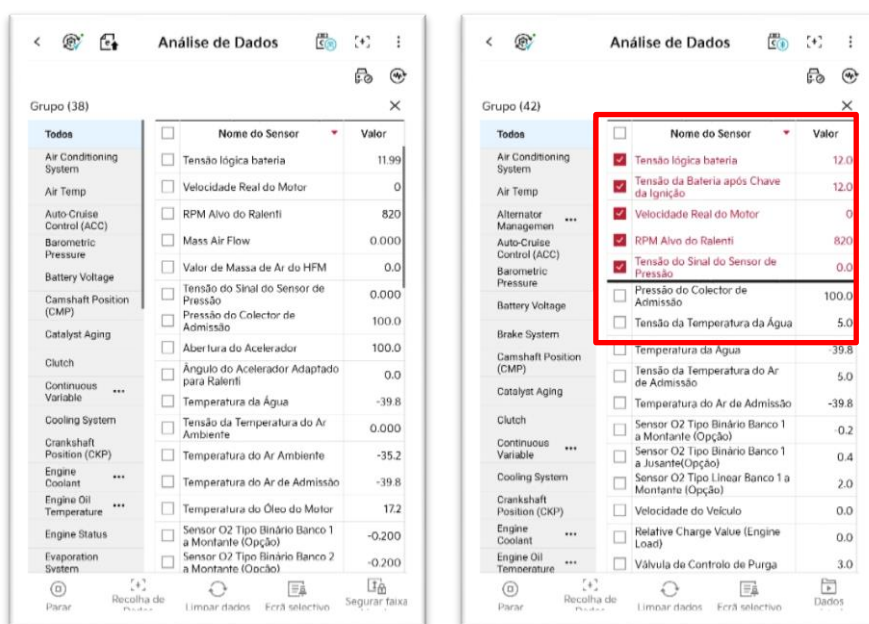 Análise de Dados
Grupo (38)
Todos
Air Conditioning
System
Air Temp
Auto-Cruise
Control (ACC)
Barometric
Pressure
Battery Voltage
Camshaft Position
(CMP)
Catalyst Aging
Clutch
Continuous
Variable
Cooling System
Crankshaft
Position (CKP)
Engine
Coolant
Engine Oil
Temperature
Engine Status
Evaporation
System
Nome do Sensor Valor
Tensão lógica bateria 11.99
Velocidade Real do Motor 0
RPM Alvo do Ralenti 820
Mass Air Flow 0.000
Valor de Massa de Ar do HFM 0.0
Tensão do Sinal do Sensor de
Pressão 0.000
Pressão do Colector de
Admissão 100.0
Abertura do Acelerador 100.0
Ângulo do Acelerador Adaptado
para Ralenti 0.0
Temperatura da Água -39.8
Tensão da Temperatura do Ar
Ambiente 0.000
Temperatura do Ar Ambiente -35.2
Temperatura do Ar de Admissão -39.8
Temperatura do Óleo do Motor 17.2
Sensor O2 Tipo Binário Banco 1
a Montante (Opção) -0.200
Sensor O2 Tipo Binário Banco 2
a Montante (Opção) -0.200
Parar
Recolha de
Limpar dados
Ecrã selectivo
Segurar faixa
Análise de Dados
Grupo (42)
Todos
Air Conditioning
System
Air Temp
Alternator
Managemen
Auto-Cruise
Control (ACC)
Barometric
Pressure
Battery Voltage
Brake System
Camshaft Position
(CMP)
Catalyst Aging
Clutch
Continuous
Variable
Cooling System
Crankshaft
Position (CKP)
Engine
Coolant
Engine Oil
Temperature
Nome do Sensor Valor
Tensão lógica bateria 12.0
Tensão da Bateria após Chave
da Ignição 12.0
Velocidade Real do Motor 0
RPM Alvo do Ralenti 820
Tensão do Sinal do Sensor de
Pressão 0.0
Pressão do Colector de
Admissão 100.0
Tensão da Temperatura da Água 5.0
Temperatura da Água -39.8
Tensão da Temperatura do Ar
de Admissão 5.0
Temperatura do Ar de Admissão -39.8
Sensor O2 Tipo Binário Banco 1
a Montante (Opção) -0.2
Sensor O2 Tipo Binário Banco 1
a Jusante(Opção) 0.4
Sensor O2 Tipo Linear Banco 1 a
Montante (Opção) 2.0
Velocidade do Veículo 0.0
Relative Charge Value (Engine
Load) 0.0
Válvula de Controlo de Purga 3.0
Parar
Recolha de
Limpar dados
Ecrã selectivo
Dados